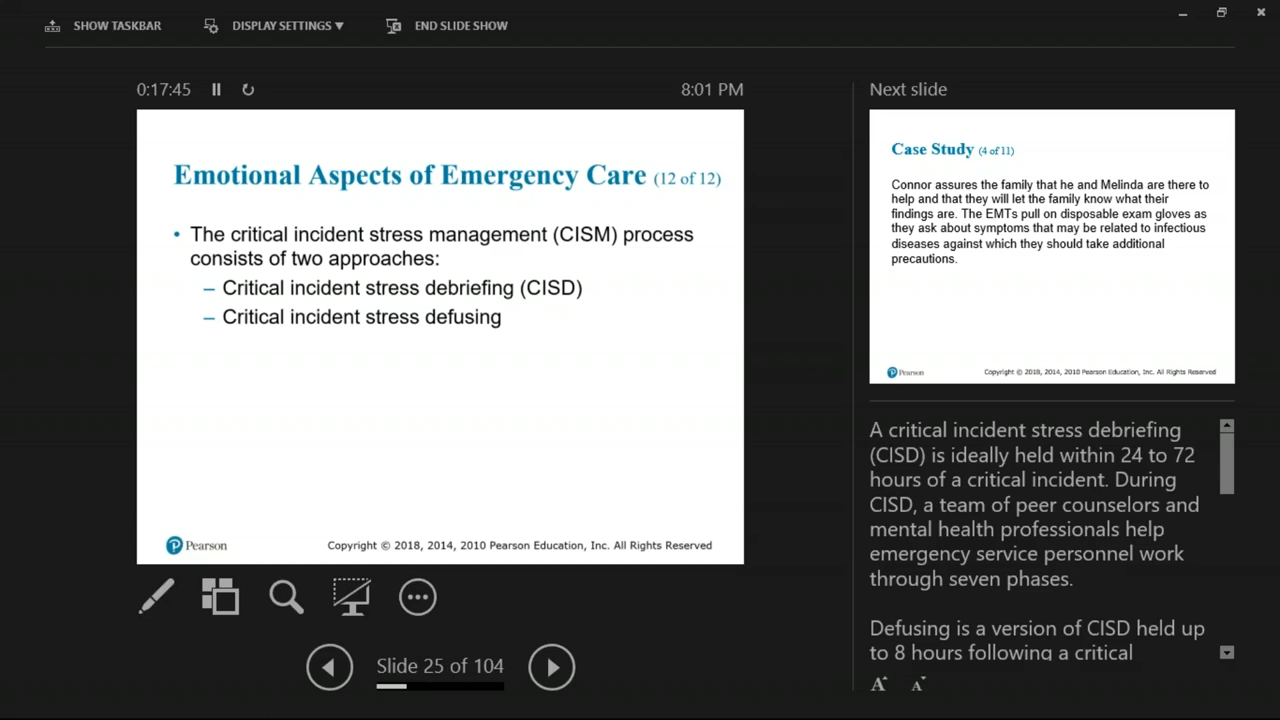 SHOW TASKBAR
DISPLAY SETTINGS ▼
END SLIDE SHOW
0:17:45
8:01 PM
Emotional Aspects of Emergency Care (12 of 12)
• The critical incident stress management (CISM) process
consists of two approaches:
– Critical incident stress debriefing (CISD)
– Critical incident stress defusing
Pearson
Copyright © 2018, 2014, 2010 Pearson Education, Inc. All Rights Reserved
Slide 25 of 104
Next slide
Case Study (4 of 11)
Connor assures the family that he and Melinda are there to
help and that they will let the family know what their
findings are. The EMTs pull on disposable exam gloves as
they ask about symptoms that may be related to infectious
diseases against which they should take additional
precautions.
Pearson
Copyright © 2018, 2014, 2010 Pearson Education, Inc. All Rights Reserved
A critical incident stress debriefing
(CISD) is ideally held within 24 to 72
hours of a critical incident. During
CISD, a team of peer counselors and
mental health professionals help
emergency service personnel work
through seven phases.
Defusing is a version of CISD held up
to 8 hours following a critical
A A